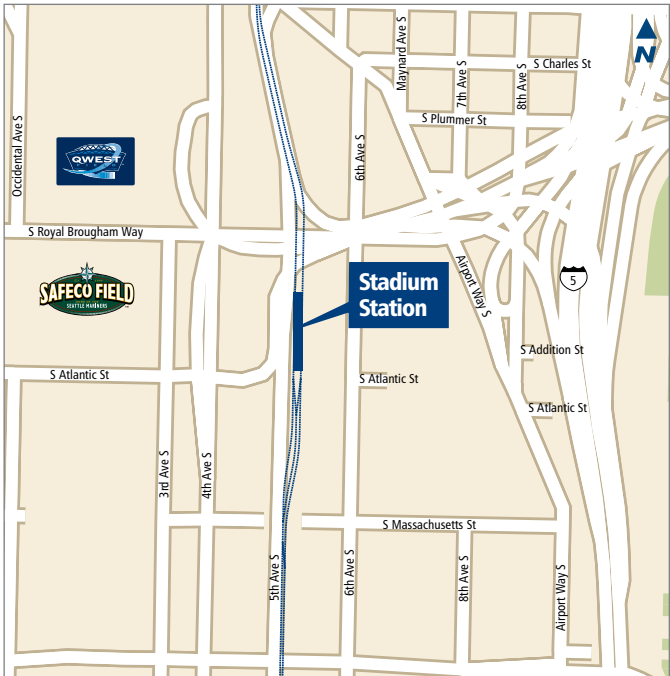 N
Occidental Ave S
Maynard Ave S
7th Ave S
8th Ave S
S Charles St
S Plummer St
6th Ave S
QWEST
S Royal Brougham Way
SAFECO FIELD
SEATTLE MARINERS
Stadium
Station
Airport Way S
5
S Addition St
S Atlantic St
S Atlantic St
S Atlantic St
3rd Ave S
4th Ave S
S Massachusetts St
5th Ave S
6th Ave S
8th Ave S
Airport Way S